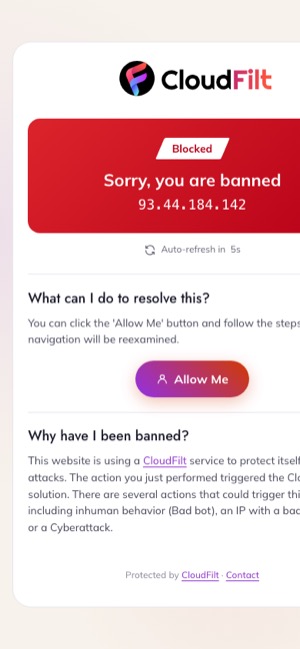 CloudFilt
Blocked
Sorry, you are banned
93.44.184.142
Auto-refresh in 5s
What can I do to resolve this?
You can click the 'Allow Me' button and follow the steps
navigation will be reexamined.
Allow Me
Why have I been banned?
This website is using a CloudFilt service to protect itself
attacks. The action you just performed triggered the Clo
solution. There are several actions that could trigger thi
including inhuman behavior (Bad bot), an IP with a bad
or a Cyberattack.
Protected by CloudFilt · Contact